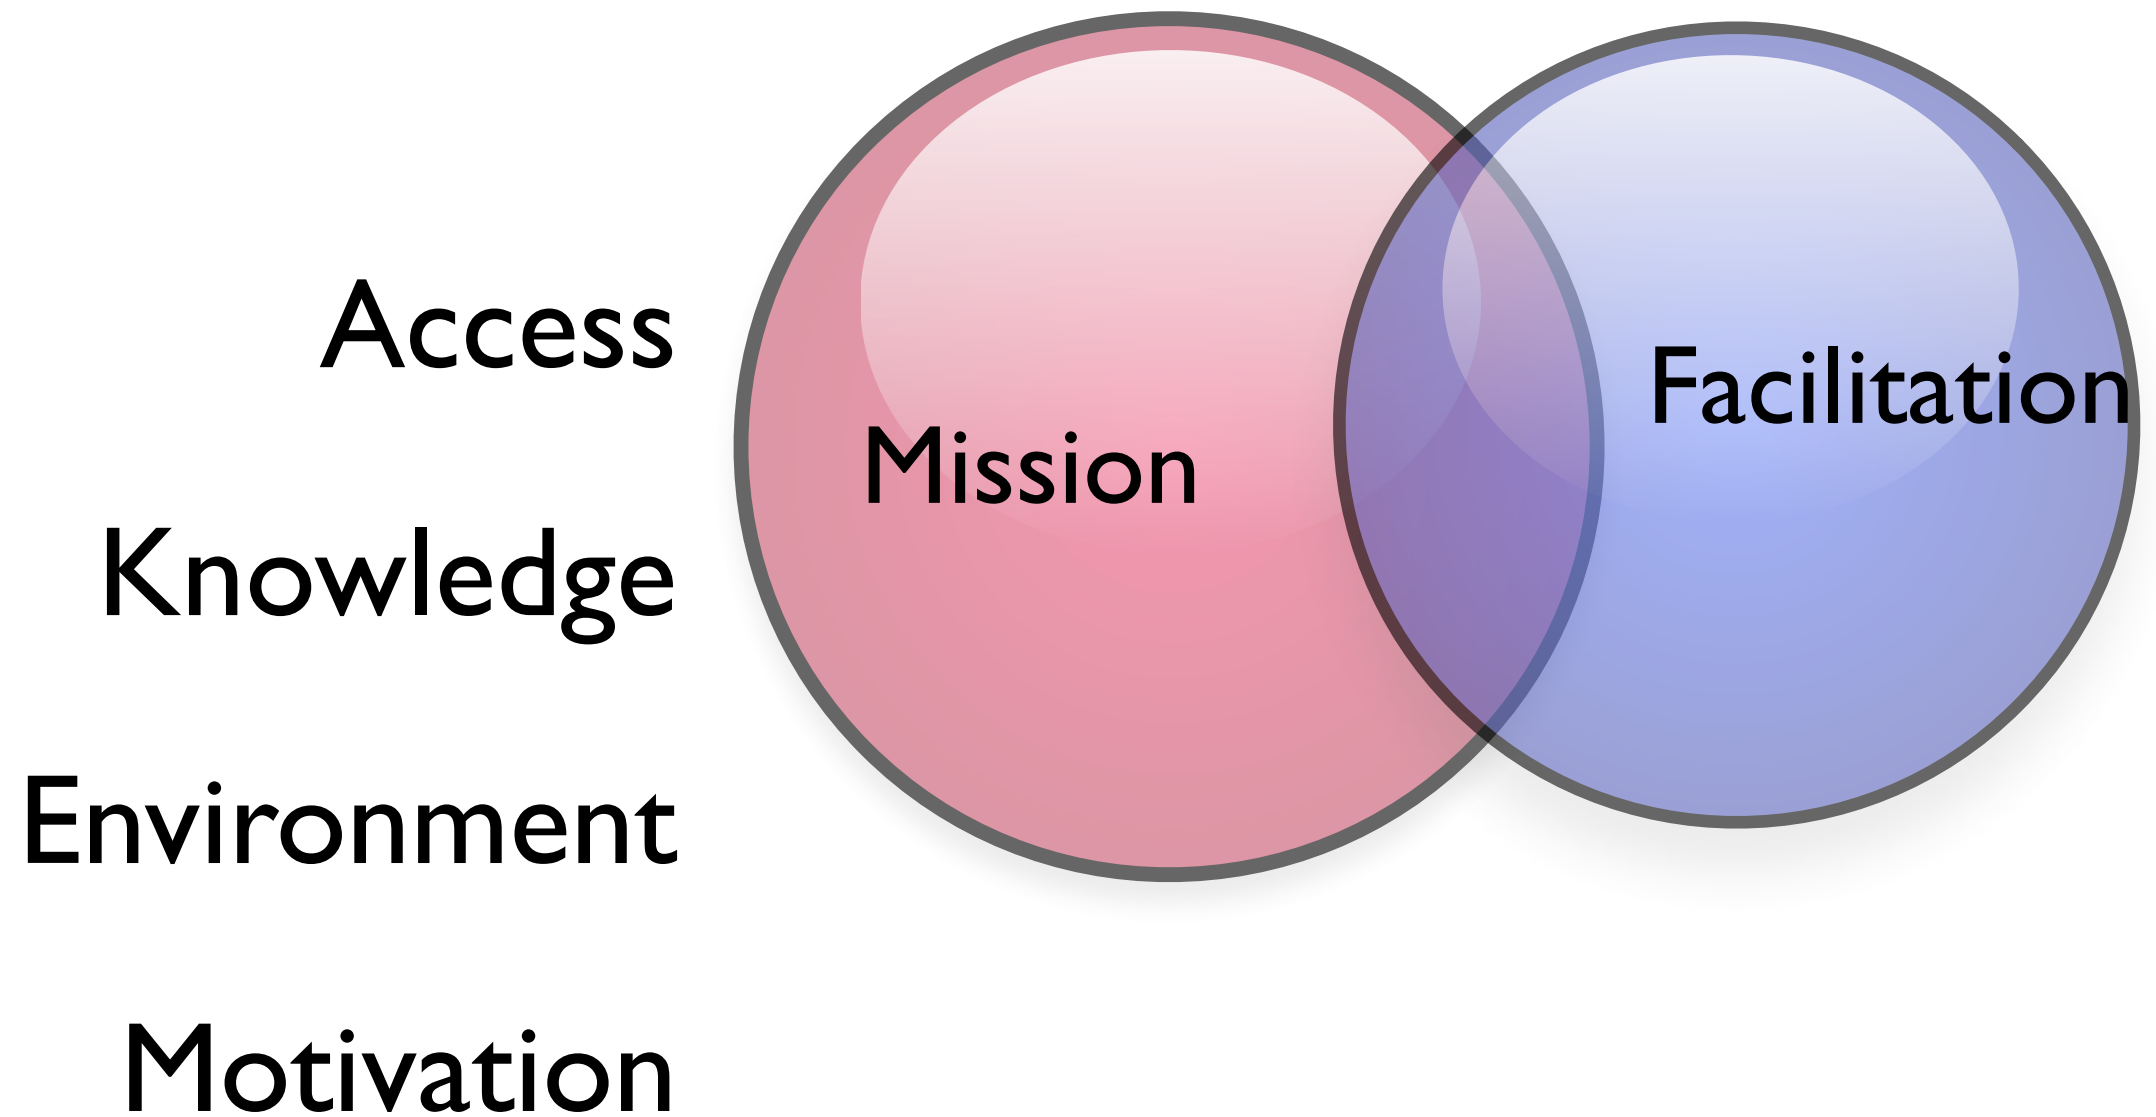 Access
Knowledge
Environment
Motivation
Mission
Facilitation